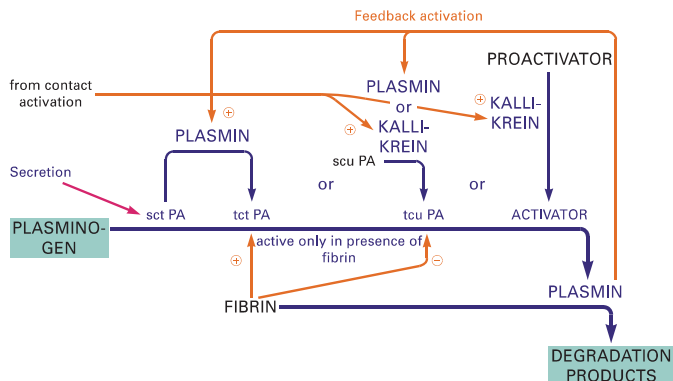 Feedback activation
PROACTIVATOR
from contact
activation
PLASMIN
or
KALLI-
KREIN
⊕
KALLI-
KREIN
⊕
⊕
PLASMIN
scu PA
Secretion
or
or
sct PA
tct PA
tcu PA
ACTIVATOR
PLASMINO-
GEN
active only in presence of
fibrin
⊕
⊖
PLASMIN
FIBRIN
DEGRADATION
PRODUCTS